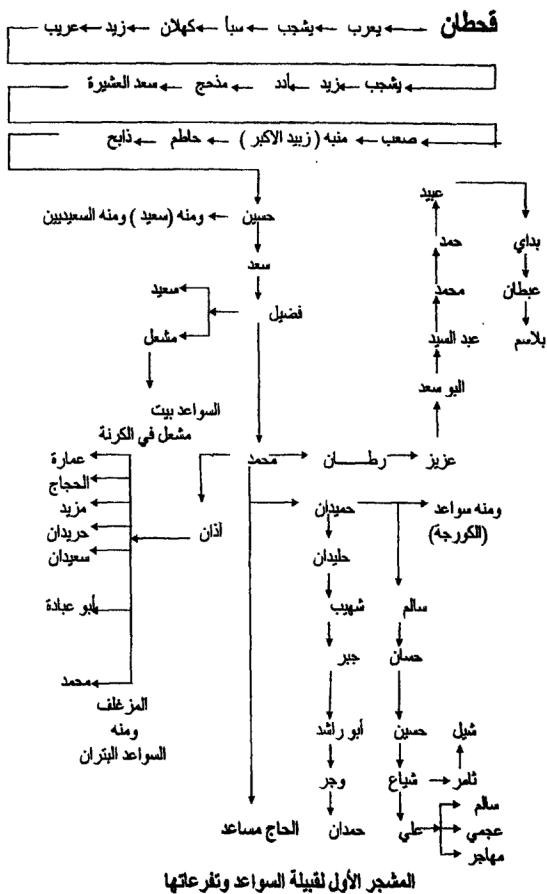 قحطان يعرب يشجب سبأ كهلان زيد عريب
يشجب زيد أدد مذحج سعد العشيرة
صعب منبه ( زبيد الاكبر ) حاطم ذابح
عبيد
حسين ومنه (سعيد ) ومنه السعيديين
حمد بداي
سعد
سعيد محمد عبطان
فضيل
مشعل عبد السيد بلاسم
البو سعد
السواعد بيت
مشعل في الكرنة
عمارة محمد رطـــــان عزيز
الحجاج
مزيد حميدان ومنه سواعد
حريدان آذان (الكورجة)
سعيدان حليدان
أبو عبادة شهيب سالم
جبر حسان
محمد
المزغلف أبو راشد حسين شيل
ومنه
السواعد البتران
وجر شياع ثامر
سالم
الحاج مساعد حمدان علي عجمي
مهاجر
المشجر الأول لقبيلة السواعد وتفرعاتها